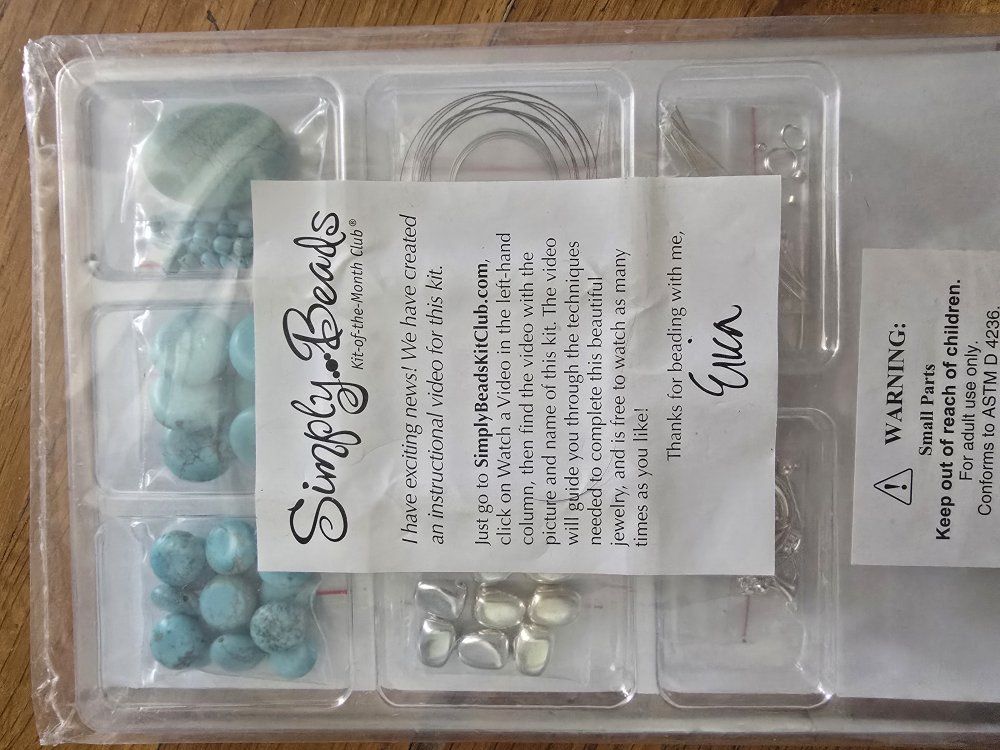 Simply Beads
Kit-of-the-Month Club®
I have exciting news! We have created
an instructional video for this kit.
Just go to SimplyBeadsKitClub.com,
click on Watch a Video in the left-hand
column, then find the video with the
picture and name of this kit. The video
will guide you through the techniques
needed to complete this beautiful
jewelry, and is free to watch as many
times as you like!
Thanks for beading with me,
Erica
WARNING:
Small Parts
Keep out of reach of children.
For adult use only.
Conforms to ASTM D 4236.